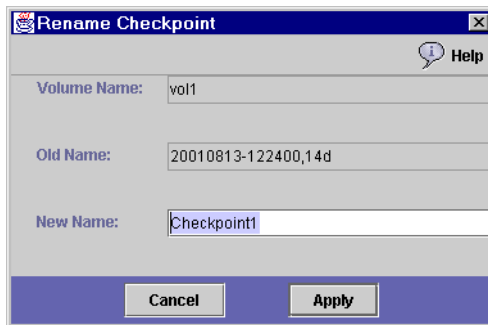 Rename Checkpoint
Help
Volume Name: vol1
Old Name: 20010813-122400,14d
New Name: Checkpoint1
Cancel Apply